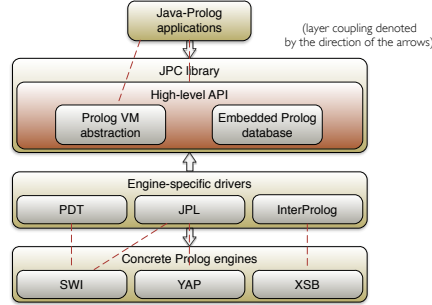 Java-Prolog
applications
(layer coupling denoted
by the direction of the arrows)
JPC library
High-level API
Prolog VM
abstraction
Embedded Prolog
database
Engine-specific drivers
PDT
JPL
InterProlog
Concrete Prolog engines
SWI
YAP
XSB